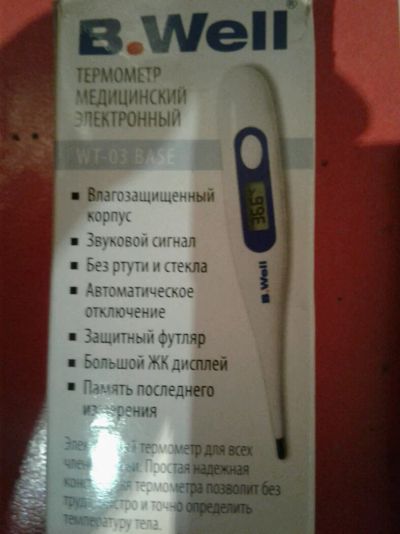 B.Well®
ТЕРМОМЕТР
МЕДИЦИНСКИЙ
ЭЛЕКТРОННЫЙ
WT-03 BASE
■ Влагозащищенный
корпус
■ Звуковой сигнал
■ Без ртути и стекла
■ Автоматическое
отключение
■ Защитный футляр
■ Большой ЖК дисплей
■ Память последнего
измерения
36.6
B.Well
термометр для всех
Простая надежная
термометра позволит без
и точно определить
температуру тела.